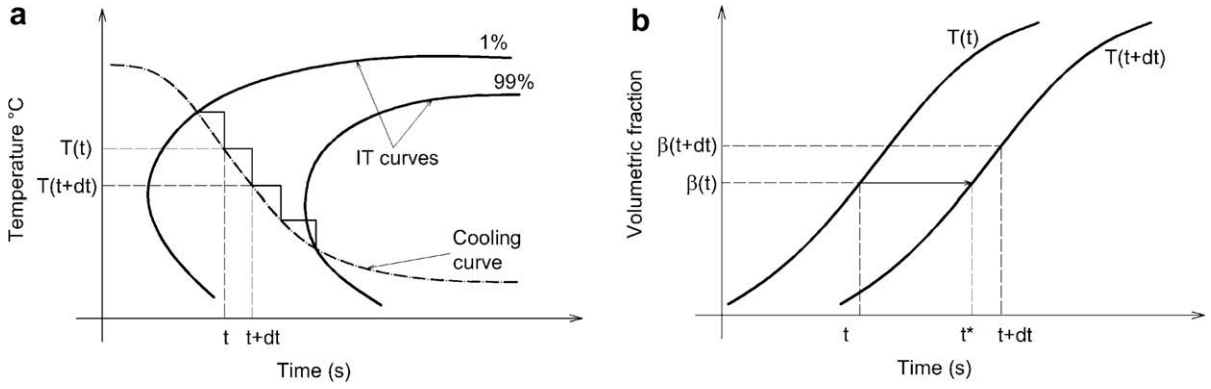 a
Temperature °C
T(t)
T(t+dt)
1%
99%
IT curves
Cooling
curve
t
t+dt
Time (s)
b
Volumetric fraction
β(t+dt)
β(t)
T(t)
T(t+dt)
t
t*
t+dt
Time (s)